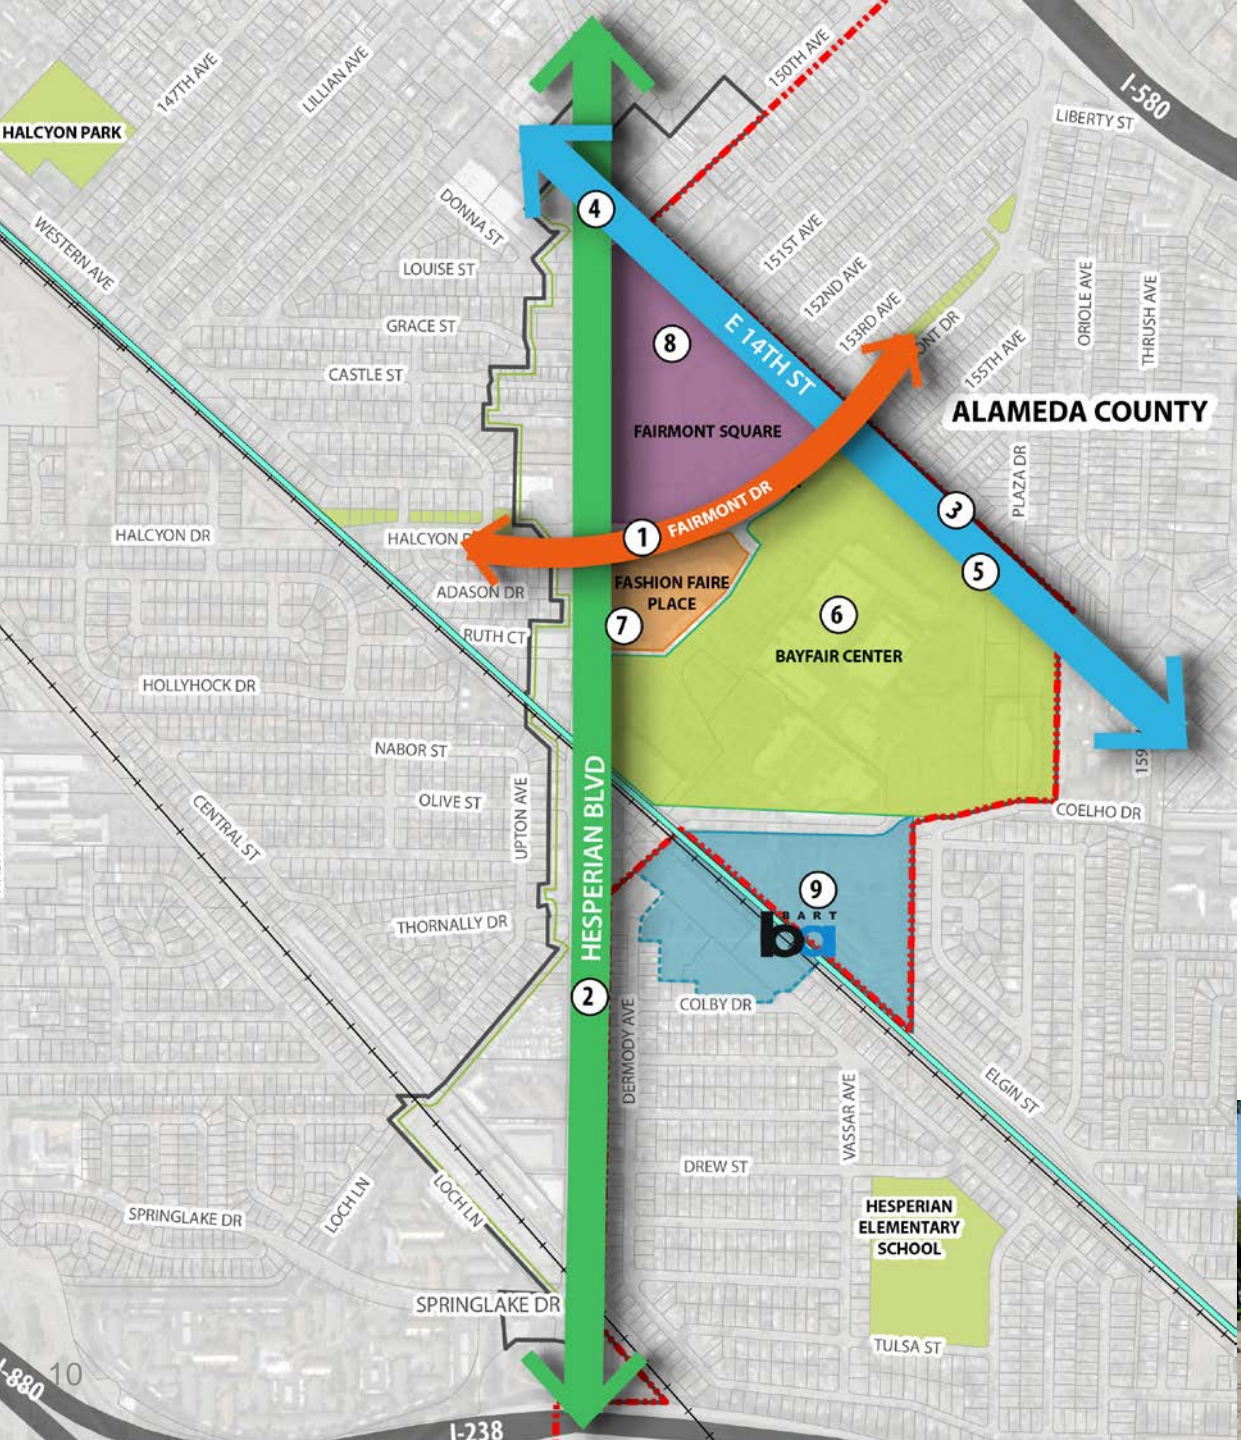 I-580
150TH AVE
147TH AVE
LILLIAN AVE
LIBERTY ST
HALCYON PARK
DONNA ST
4
WESTERN AVE
151ST AVE
LOUISE ST
152ND AVE
ORIOLE AVE
THRUSH AVE
GRACE ST
8
E 14TH ST
153RD AVE
ONT DR
155TH AVE
CASTLE ST
ALAMEDA COUNTY
FAIRMONT SQUARE
PLAZA DR
FAIRMONT DR
3
HALCYON DR
HALCYON D
1
5
ADASON DR
FASHION FAIRE
PLACE
7
6
RUTH CT
BAYFAIR CENTER
HOLLYHOCK DR
NABOR ST
159
OLIVE ST
UPTON AVE
HESPERIAN BLVD
COELHO DR
CENTRAL ST
9
BART
ba
THORNALLY DR
2
COLBY DR
DERMODY AVE
ELGIN ST
VASSAR AVE
DREW ST
LOCH LN
LOCH LN
SPRINGLAKE DR
HESPERIAN
ELEMENTARY
SCHOOL
SPRINGLAKE DR
TULSA ST
I-880
10
I-238